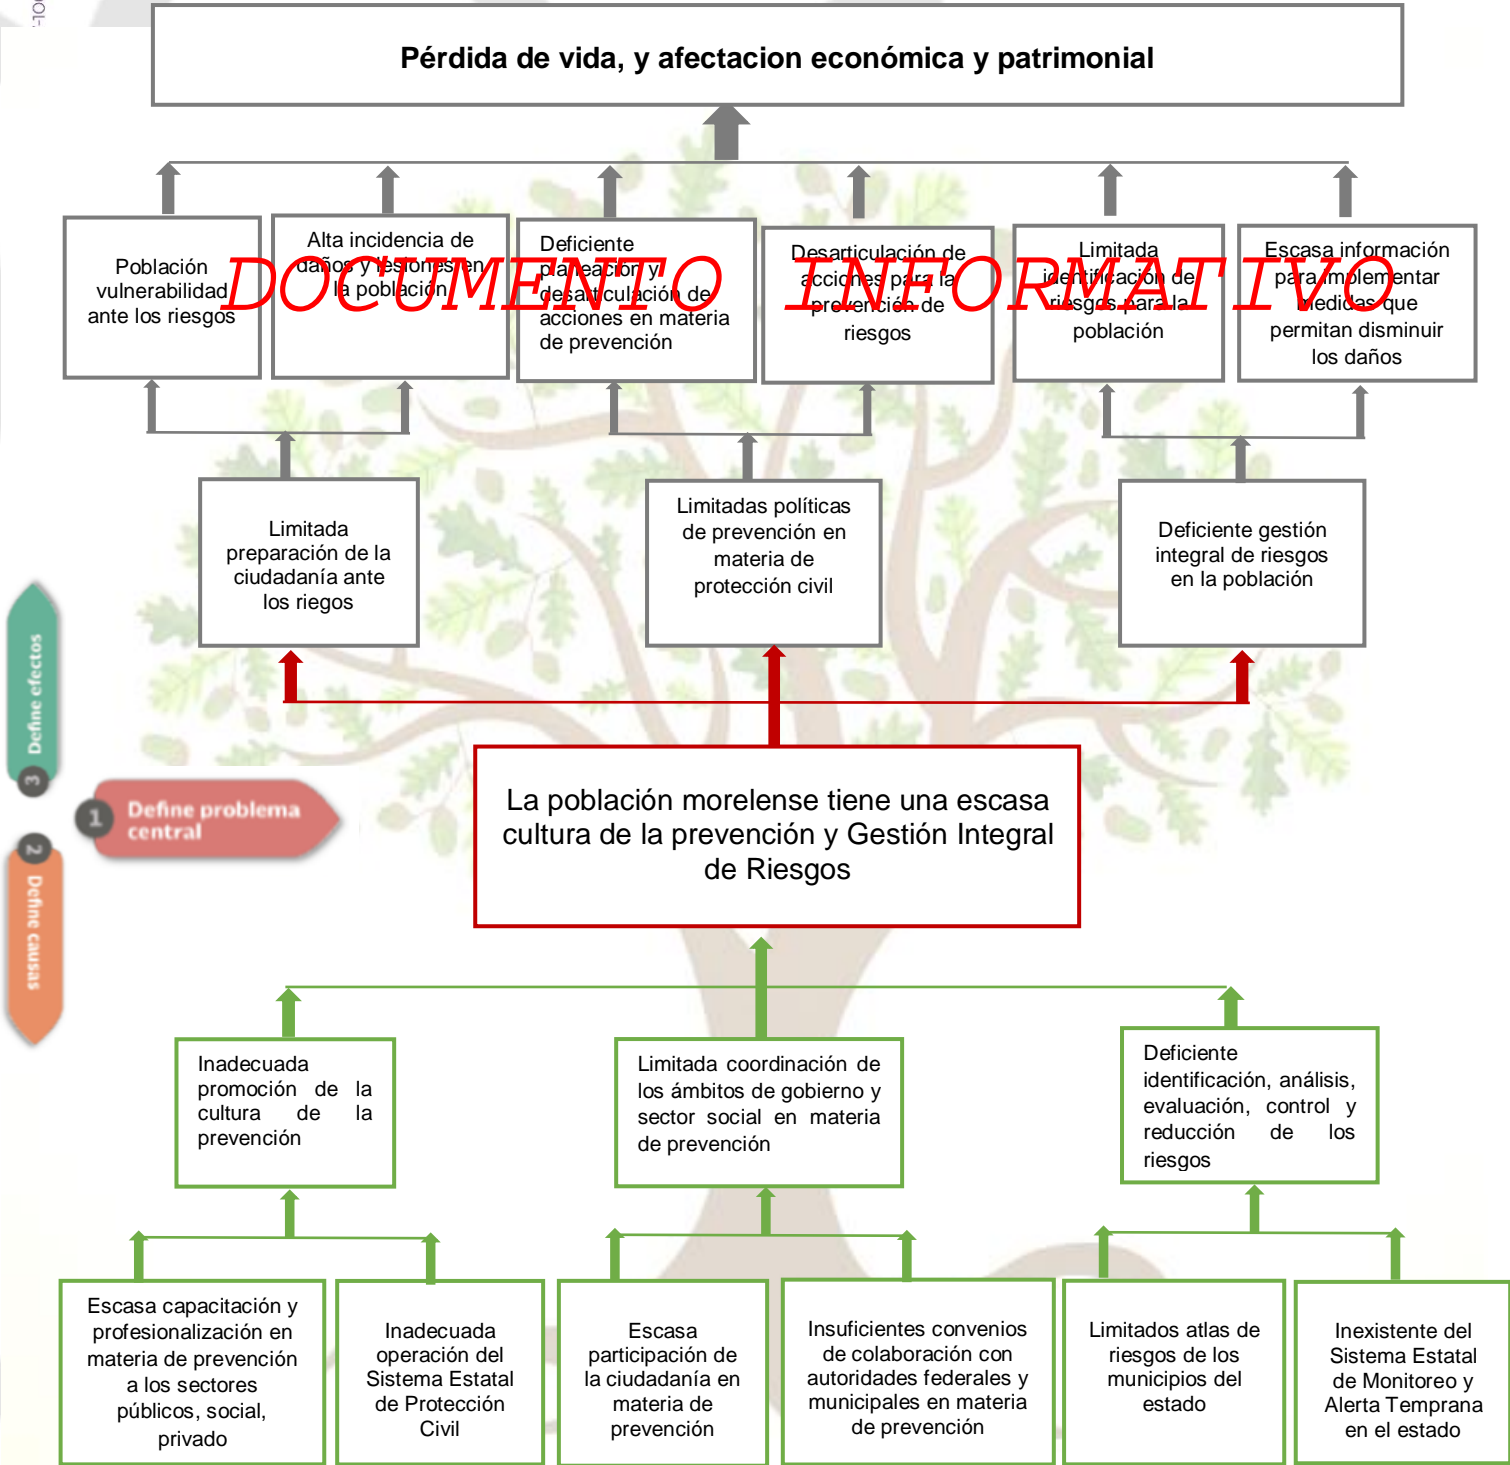 Pérdida de vida, y afectacion económica y patrimonial
Población
vulnerabilidad
ante los riesgos
Alta incidencia de
daños y lesiones en
la población
Deficiente
planeación y
desarticulación de
acciones en materia
de prevención
Desarticulación de
acciones para la
prevención de
riesgos
Limitada
identificación de
riesgos para la
población
Escasa información
para implementar
medidas que
permitan disminuir
los daños
DOCUMENTO INFORMATIVO
Limitada
preparación de la
ciudadanía ante
los riegos
Limitadas políticas
de prevención en
materia de
protección civil
Deficiente gestión
integral de riesgos
en la población
3 Define efectos
1 Define problema
central
2 Define causas
La población morelense tiene una escasa
cultura de la prevención y Gestión Integral
de Riesgos
Inadecuada
promoción de la
cultura de la
prevención
Limitada coordinación de
los ámbitos de gobierno y
sector social en materia
de prevención
Deficiente
identificación, análisis,
evaluación, control y
reducción de los
riesgos
Escasa capacitación y
profesionalización en
materia de prevención
a los sectores
públicos, social,
privado
Inadecuada
operación del
Sistema Estatal
de Protección
Civil
Escasa
participación de
la ciudadanía en
materia de
prevención
Insuficientes convenios
de colaboración con
autoridades federales y
municipales en materia
de prevención
Limitados atlas de
riesgos de los
municipios del
estado
Inexistente del
Sistema Estatal
de Monitoreo y
Alerta Temprana
en el estado